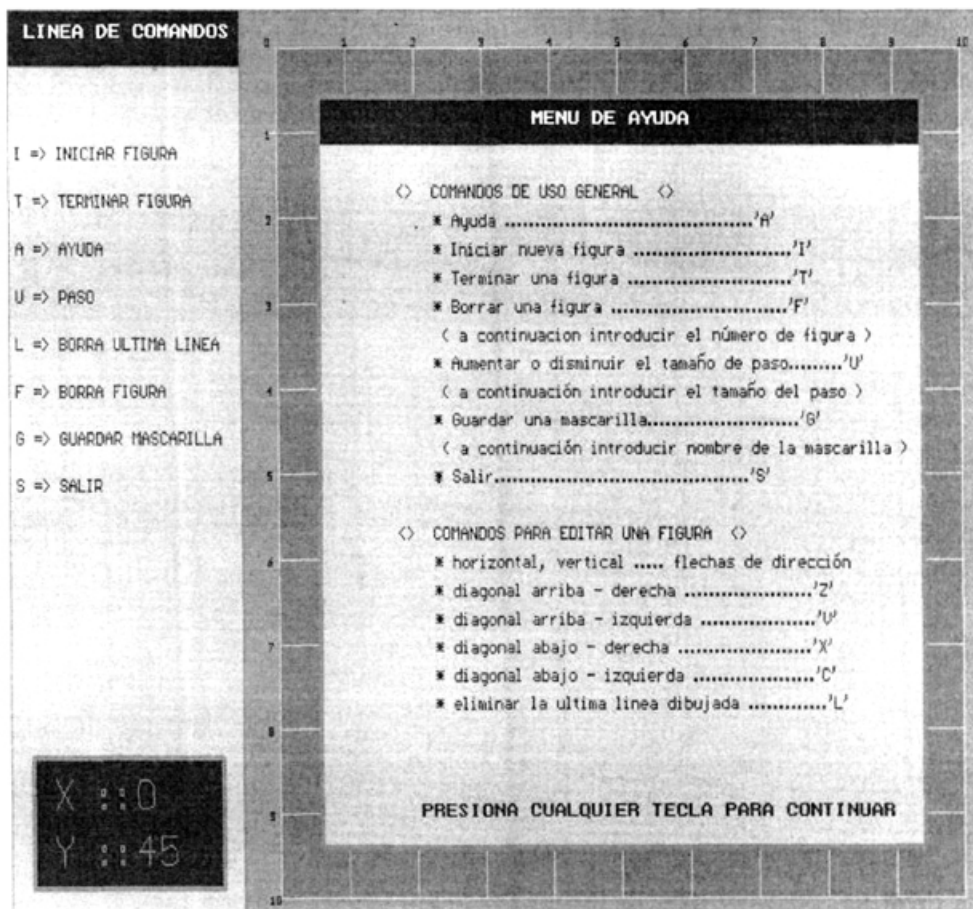 LINEA DE COMANDOS
I => INICIAR FIGURA
T => TERMINAR FIGURA
A => AYUDA
U => PASO
L => BORRA ULTIMA LINEA
F => BORRA FIGURA
G => GUARDAR MASCARILLA
S => SALIR
X :: 0
Y :: 45
0 1 2 3 4 5 6 7 8 9 10
1
2
3
4
5
6
7
8
9
10
MENU DE AYUDA
<> COMANDOS DE USO GENERAL <>
* Ayuda ....................................'A'
* Iniciar nueva figura .........................'I'
* Terminar una figura .........................'T'
* Borrar una figura ...........................'F'
( a continuacion introducir el número de figura )
* Aumentar o disminuir el tamaño de paso.........'U'
( a continuación introducir el tamaño del paso )
* Guardar una mascarilla.......................'G'
( a continuación introducir nombre de la mascarilla )
* Salir.....................................'S'
<> COMANDOS PARA EDITAR UNA FIGURA <>
* horizontal, vertical ..... flechas de dirección
* diagonal arriba - derecha ....................'Z'
* diagonal arriba - izquierda ..................'V'
* diagonal abajo - derecha .....................'X'
* diagonal abajo - izquierda ...................'C'
* eliminar la ultima linea dibujada ............'L'
PRESIONA CUALQUIER TECLA PARA CONTINUAR